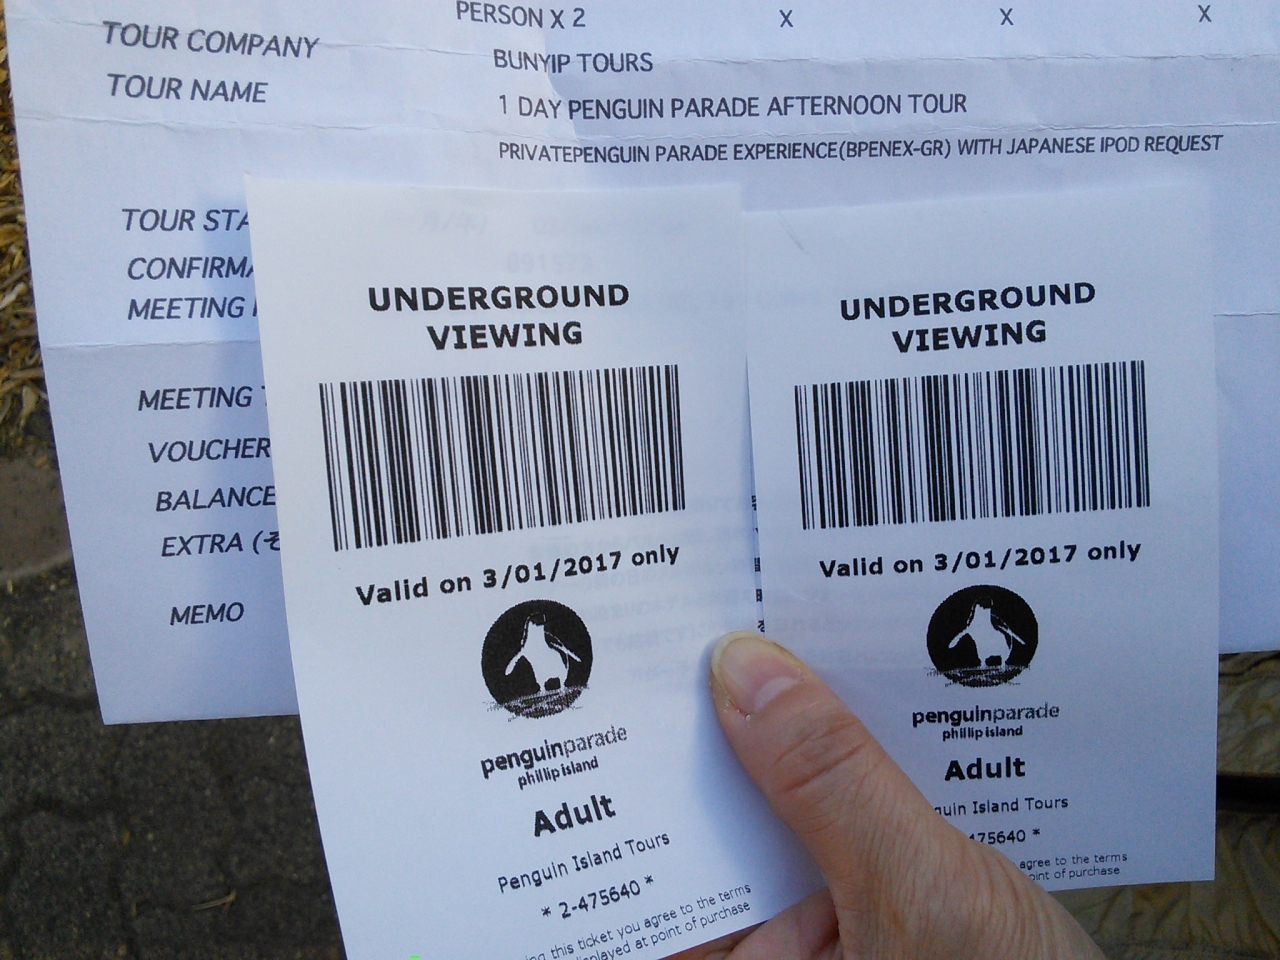 PERSON X 2 X X X
TOUR COMPANY BUNYIP TOURS
TOUR NAME 1 DAY PENGUIN PARADE AFTERNOON TOUR
PRIVATEPENGUIN PARADE EXPERIENCE(BPENEX-GR) WITH JAPANESE IPOD REQUEST
TOUR STA
CONFIRMA
MEETING
MEETING
VOUCHER
BALANCE
EXTRA (そ
MEMO
UNDERGROUND
VIEWING
Valid on 3/01/2017 only
penguinparade
phillip island
Adult
Penguin Island Tours
* 2-475640 *
ing this ticket you agree to the terms
displayed at point of purchase
UNDERGROUND
VIEWING
Valid on 3/01/2017 only
penguinparade
phillip island
Adult
guin Island Tours
475640 *
agree to the terms
oint of purchase